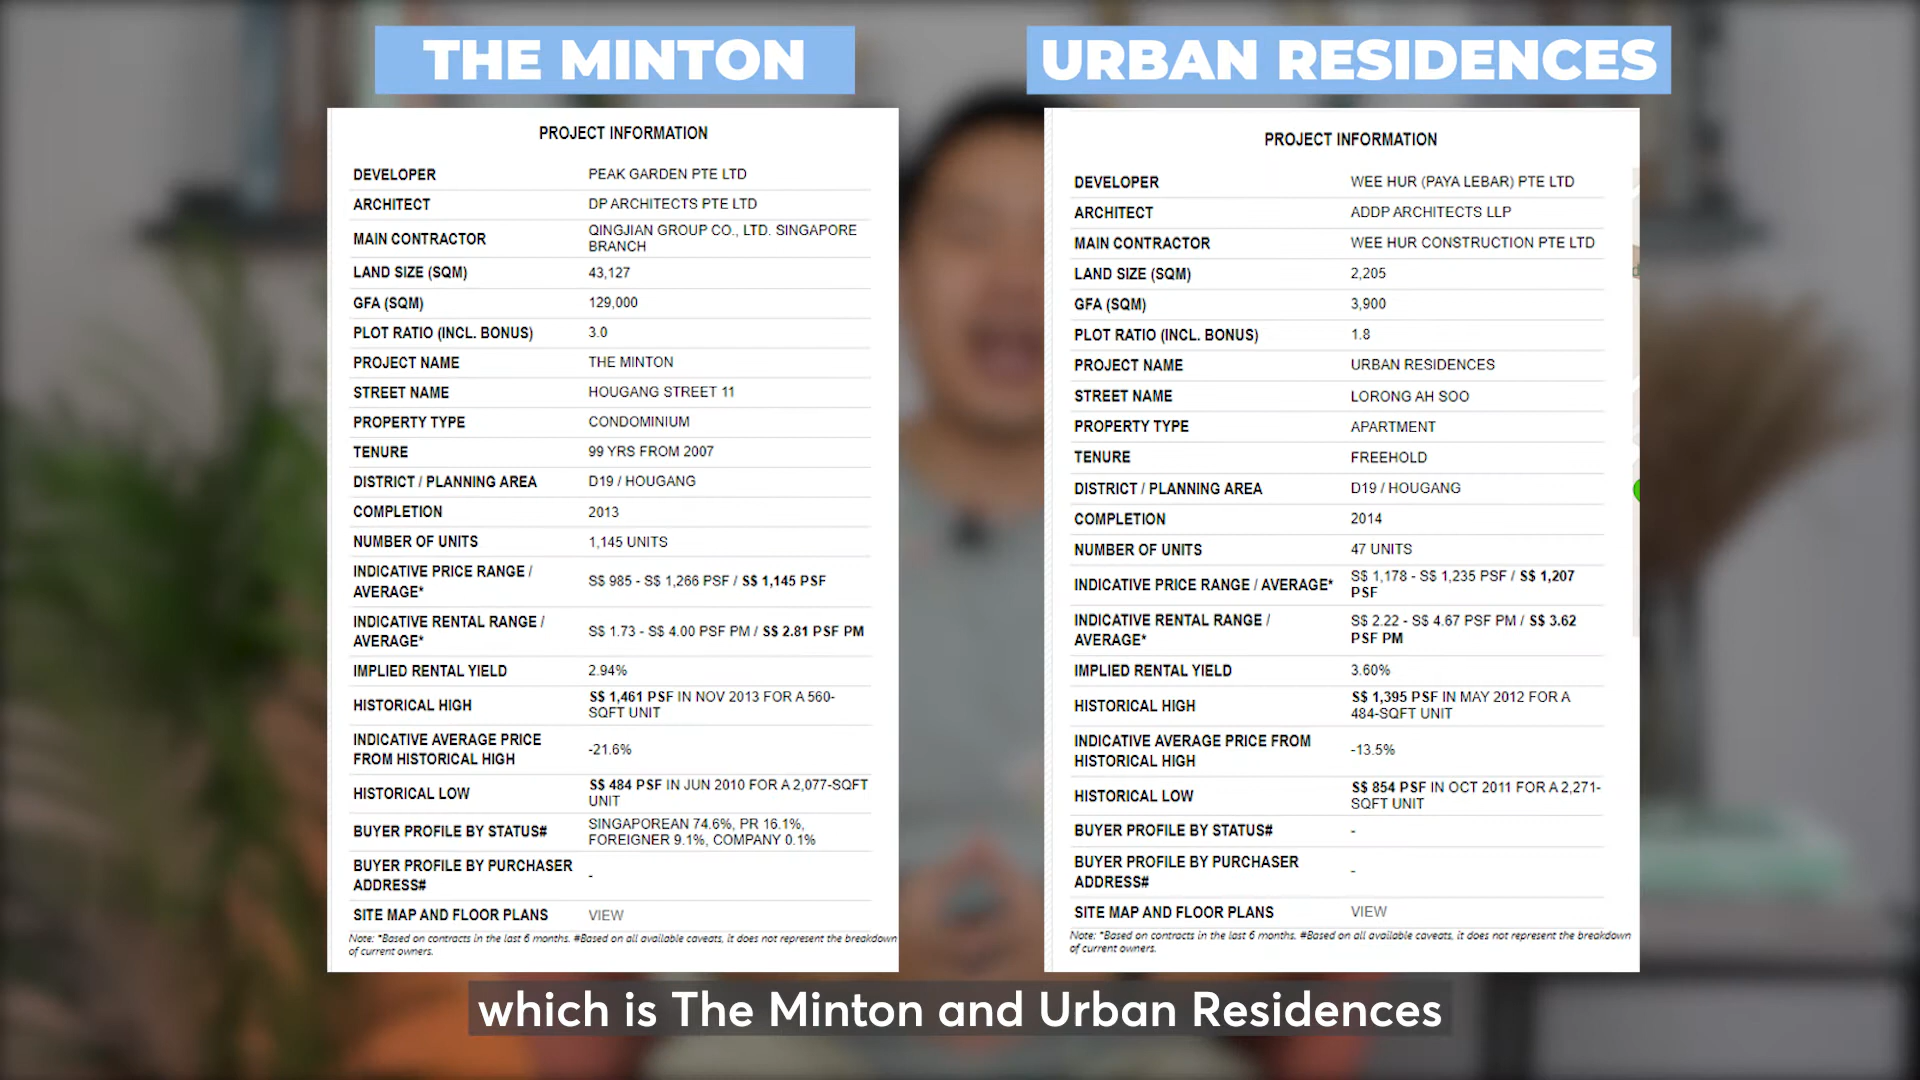 THE MINTON
PROJECT INFORMATION
DEVELOPER PEAK GARDEN PTE LTD
ARCHITECT DP ARCHITECTS PTE LTD
MAIN CONTRACTOR QINGJIAN GROUP CO., LTD. SINGAPORE
BRANCH
LAND SIZE (SQM) 43,127
GFA (SQM) 129,000
PLOT RATIO (INCL. BONUS) 3.0
PROJECT NAME THE MINTON
STREET NAME HOUGANG STREET 11
PROPERTY TYPE CONDOMINIUM
TENURE 99 YRS FROM 2007
DISTRICT / PLANNING AREA D19 / HOUGANG
COMPLETION 2013
NUMBER OF UNITS 1,145 UNITS
INDICATIVE PRICE RANGE /
AVERAGE* S$ 985 - S$ 1,266 PSF / S$ 1,145 PSF
INDICATIVE RENTAL RANGE /
AVERAGE* S$ 1.73 - S$ 4.00 PSF PM / S$ 2.81 PSF PM
IMPLIED RENTAL YIELD 2.94%
HISTORICAL HIGH S$ 1,461 PSF IN NOV 2013 FOR A 560-
SQFT UNIT
INDICATIVE AVERAGE PRICE
FROM HISTORICAL HIGH -21.6%
HISTORICAL LOW S$ 484 PSF IN JUN 2010 FOR A 2,077-SQFT
UNIT
BUYER PROFILE BY STATUS# SINGAPOREAN 74.6%, PR 16.1%,
FOREIGNER 9.1%, COMPANY 0.1%
BUYER PROFILE BY PURCHASER
ADDRESS# -
SITE MAP AND FLOOR PLANS VIEW
Note: *Based on contracts in the last 6 months. #Based on all available caveats, it does not represent the breakdown
of current owners.
URBAN RESIDENCES
PROJECT INFORMATION
DEVELOPER WEE HUR (PAYA LEBAR) PTE LTD
ARCHITECT ADDP ARCHITECTS LLP
MAIN CONTRACTOR WEE HUR CONSTRUCTION PTE LTD
LAND SIZE (SQM) 2,205
GFA (SQM) 3,900
PLOT RATIO (INCL. BONUS) 1.8
PROJECT NAME URBAN RESIDENCES
STREET NAME LORONG AH SOO
PROPERTY TYPE APARTMENT
TENURE FREEHOLD
DISTRICT / PLANNING AREA D19 / HOUGANG
COMPLETION 2014
NUMBER OF UNITS 47 UNITS
INDICATIVE PRICE RANGE / AVERAGE* S$ 1,178 - S$ 1,235 PSF / S$ 1,207
PSF
INDICATIVE RENTAL RANGE /
AVERAGE* S$ 2.22 - S$ 4.67 PSF PM / S$ 3.62
PSF PM
IMPLIED RENTAL YIELD 3.60%
HISTORICAL HIGH S$ 1,395 PSF IN MAY 2012 FOR A
484-SQFT UNIT
INDICATIVE AVERAGE PRICE FROM
HISTORICAL HIGH -13.5%
HISTORICAL LOW S$ 854 PSF IN OCT 2011 FOR A 2,271-
SQFT UNIT
BUYER PROFILE BY STATUS# -
BUYER PROFILE BY PURCHASER
ADDRESS# -
SITE MAP AND FLOOR PLANS VIEW
Note: *Based on contracts in the last 6 months. #Based on all available caveats, it does not represent the breakdown
of current owners.
which is The Minton and Urban Residences